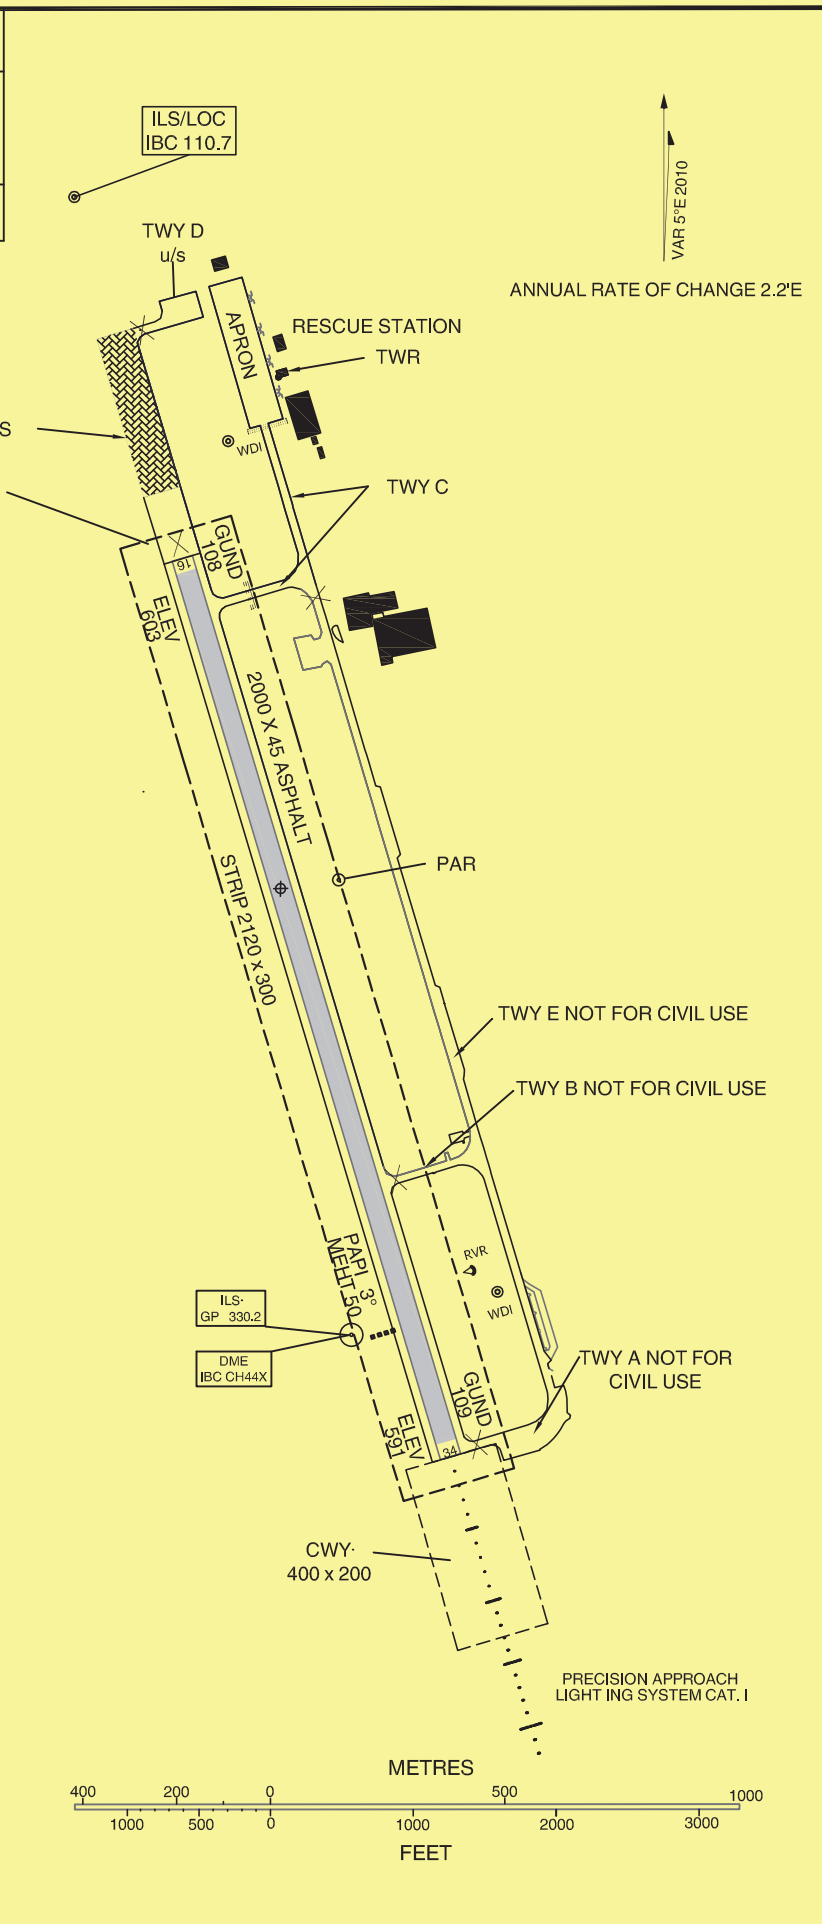 ILS/LOC
IBC 110.7
VAR 5°E 2010
ANNUAL RATE OF CHANGE 2.2'E
TWY D
u/s
APRON
RESCUE STATION
TWR
S
WDI
TWY C
GUND
108
16
ELEV
603
2000 X 45 ASPHALT
STRIP 2120 x 300
PAR
TWY E NOT FOR CIVIL USE
TWY B NOT FOR CIVIL USE
PAPI 3°
MEHT 50
RVR
WDI
ILS·
GP 330.2
DME
IBC CH44X
TWY A NOT FOR
CIVIL USE
GUND
109
ELEV
591
34
CWY·
400 x 200
PRECISION APPROACH
LIGHT ING SYSTEM CAT. I
METRES
400 200 0 500 1000
1000 500 0 1000 2000 3000
FEET